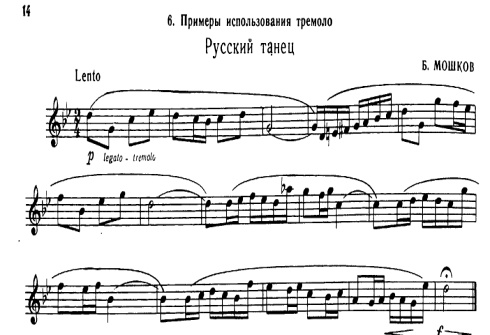 14
6. Примеры использования тремоло
Русский танец
Б. МОШКОВ
Lento
p legato - tremolo
f